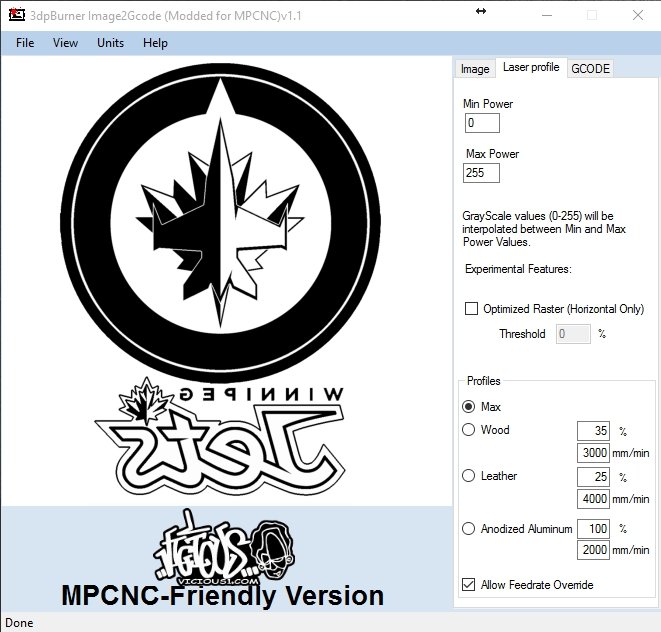 3dpBurner Image2Gcode (Modded for MPCNC)v1.1
File View Units Help
Image Laser profile GCODE
Min Power
0
Max Power
255
GrayScale values (0-255) will be
interpolated between Min and Max
Power Values.
Experimental Features:
Optimized Raster (Horizontal Only)
Threshold 0 %
Profiles
Max
Wood 35 %
3000 mm/min
Leather 25 %
4000 mm/min
Anodized Aluminum 100 %
2000 mm/min
Allow Feedrate Override
WINNIPEG
Jets
VICIOUS...
VICIOUS1.COM
MPCNC-Friendly Version
Done